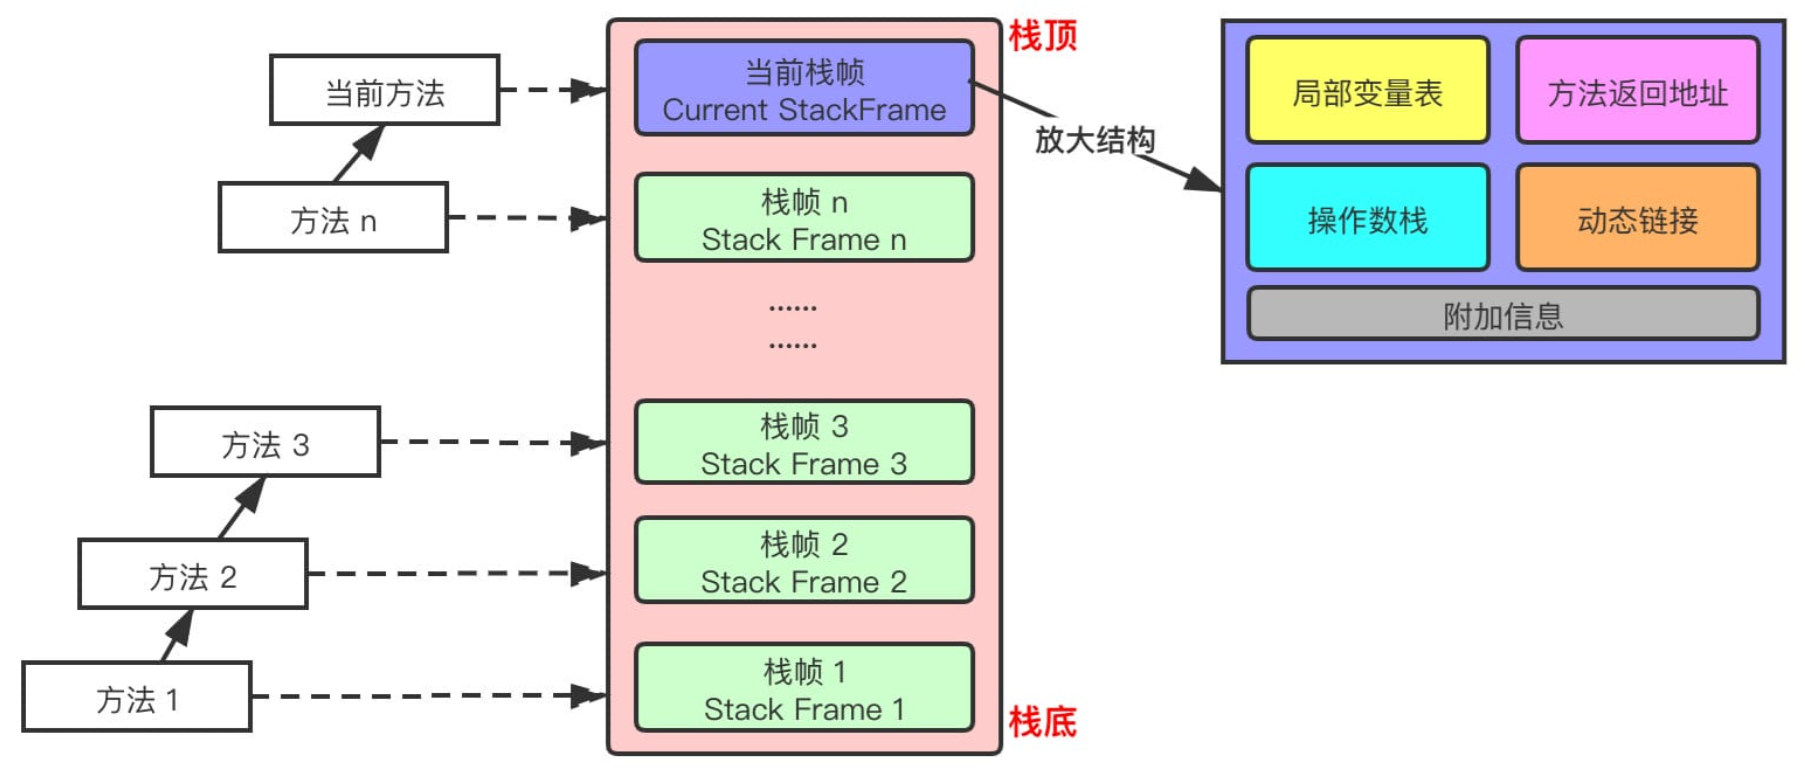 栈顶
当前方法
当前栈帧
Current StackFrame
局部变量表
方法返回地址
放大结构
方法 n
栈帧 n
Stack Frame n
操作数栈
动态链接
......
......
附加信息
方法 3
栈帧 3
Stack Frame 3
方法 2
栈帧 2
Stack Frame 2
方法 1
栈帧 1
Stack Frame 1
栈底